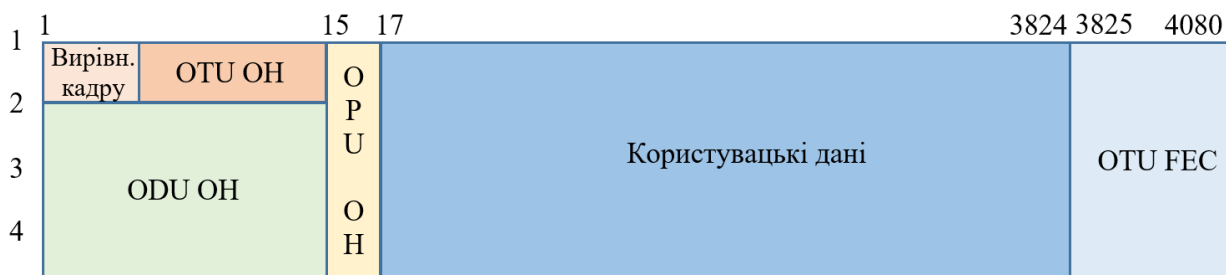 1 15 17 3824 3825 4080
1
Вирівн.
кадру
OTU OH
O
P
U
O
H
2
3
4
ODU OH
Користувацькі дані
OTU FEC